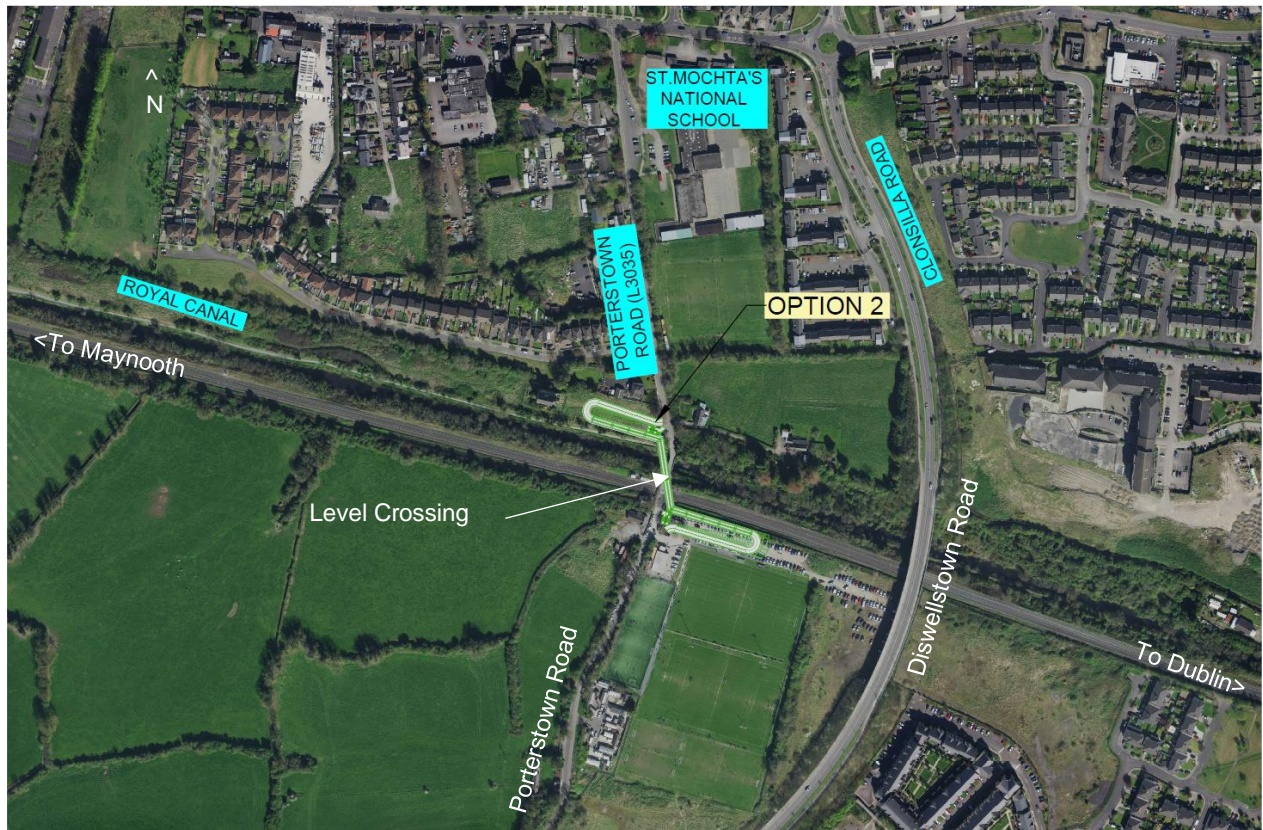 ^
N
ST.MOCHTA'S
NATIONAL
SCHOOL
CLONSILLA ROAD
PORTERSTOWN
ROAD (L3035)
ROYAL CANAL
OPTION 2
<To Maynooth
Level Crossing
Diswellstown Road
Porterstown Road
To Dublin>